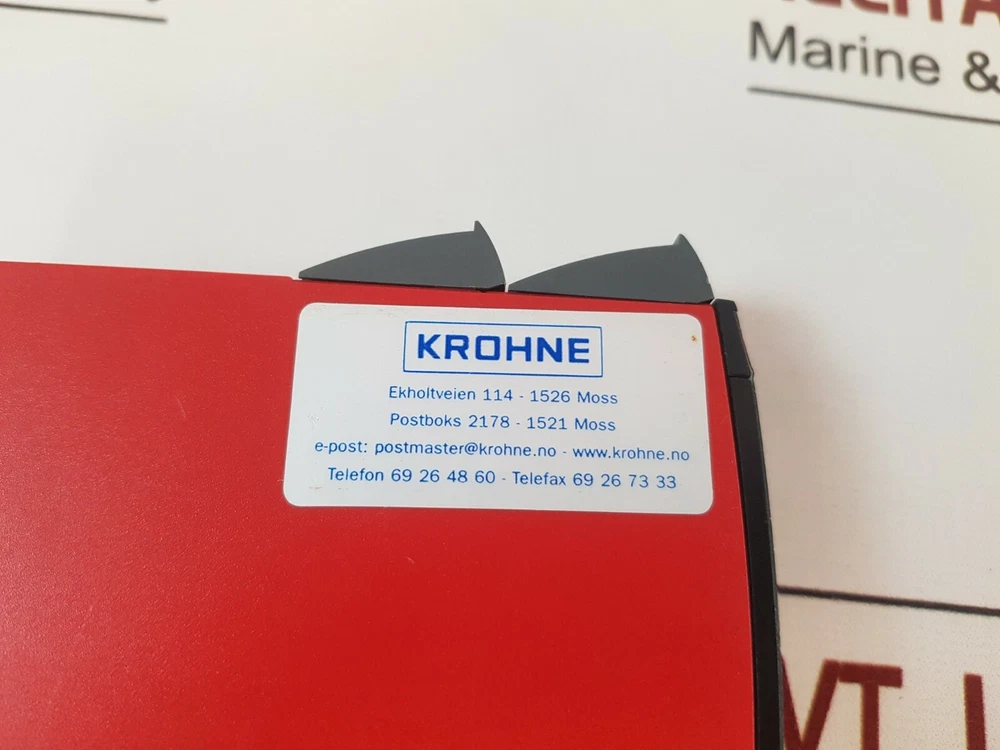 Marine &
KROHNE
Ekholtveien 114 - 1526 Moss
Postboks 2178 - 1521 Moss
e-post: postmaster@krohne.no - www.krohne.no
Telefon 69 26 48 60 - Telefax 69 26 73 33